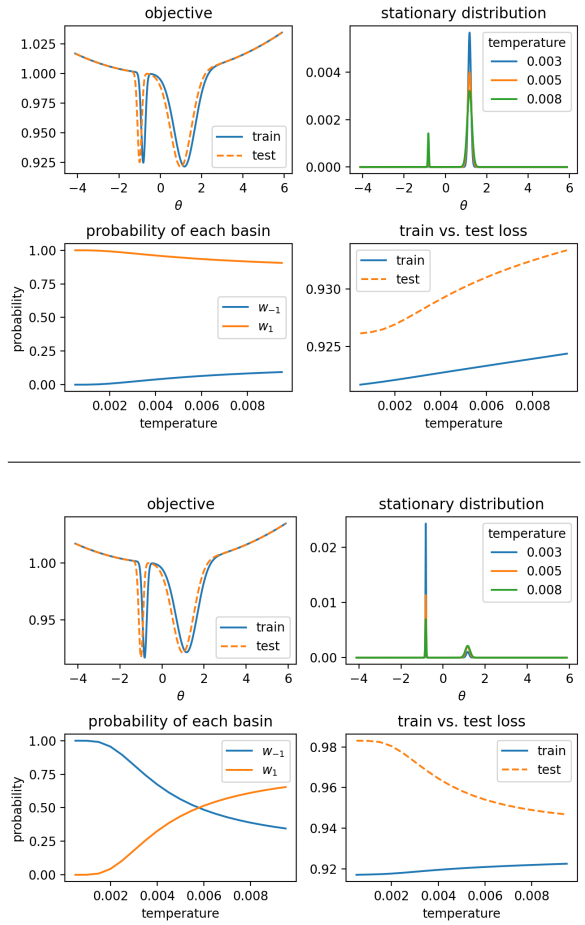 objective
1.025
1.000
0.975
0.950
0.925
train
test
−4 −2 0 2 4 6
θ
stationary distribution
0.004
0.002
0.000
temperature
0.003
0.005
0.008
−4 −2 0 2 4 6
θ
probability of each basin
probability
1.00
0.75
0.50
0.25
0.00
w₋₁
w₁
0.002 0.004 0.006 0.008
temperature
train vs. test loss
0.930
0.925
train
test
0.002 0.004 0.006 0.008
temperature
objective
1.00
0.95
train
test
−4 −2 0 2 4 6
θ
stationary distribution
0.02
0.01
0.00
temperature
0.003
0.005
0.008
−4 −2 0 2 4 6
θ
probability of each basin
probability
1.00
0.75
0.50
0.25
0.00
w₋₁
w₁
0.002 0.004 0.006 0.008
temperature
train vs. test loss
0.98
0.96
0.94
0.92
train
test
0.002 0.004 0.006 0.008
temperature